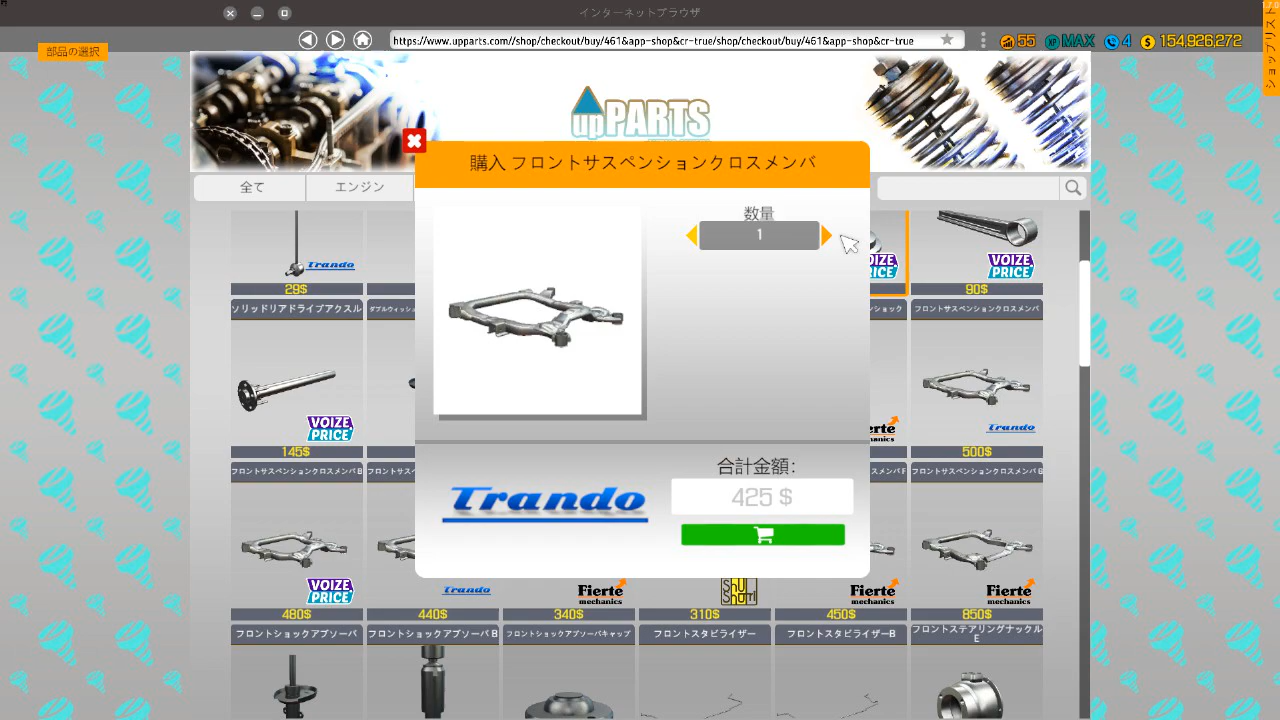 インターネットブラウザ
1.7.0
部品の選択
https://www.upparts.com//shop/checkout/buy/461&app-shop&cr-true/shop/checkout/buy/461&app-shop&cr-true
55
MAX
4
$ 154,926,272
ショップリスト
upPARTS
購入 フロントサスペンションクロスメンバ
全て
エンジン
数量
1
Trando
VOIZE PRICE
29$
90$
ソリッドリアドライブアクスル
フロントサスペンションクロスメンバ
VOIZE PRICE
Trando
145$
500$
合計金額:
425 $
Trando
フロントサスペンションクロスメンバ B
フロントサスペンションクロスメンバ G
VOIZE PRICE
Trando
Fierte mechanics
Shu Shu Ti
Fierte mechanics
Fierte mechanics
480$
440$
340$
310$
450$
850$
フロントショックアブソーバ
フロントショックアブソーバ B
フロントショックアブソーバキャップ
フロントスタビライザー
フロントスタビライザーB
フロントステアリングナックル E